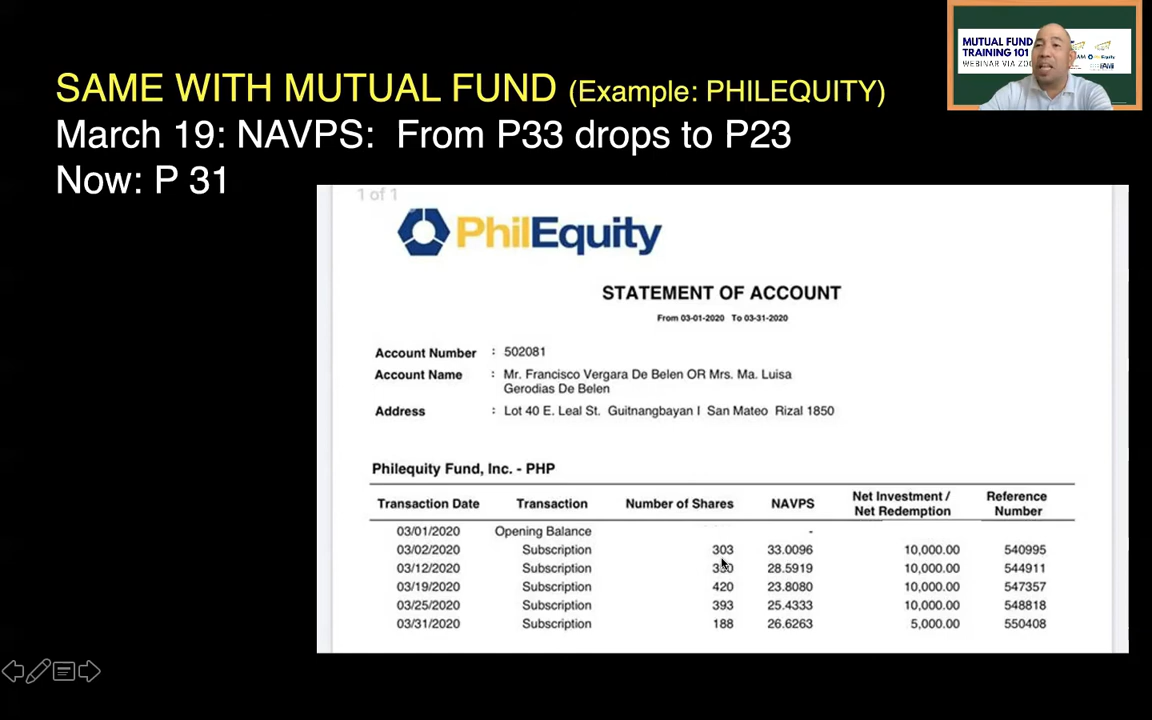 MUTUAL FUND
TRAINING 101
WEBINAR VIA ZOO
PhilEquity
SAME WITH MUTUAL FUND (Example: PHILEQUITY)
March 19: NAVPS: From P33 drops to P23
Now: P 31
1 of 1
PhilEquity
STATEMENT OF ACCOUNT
From 03-01-2020 To 03-31-2020
Account Number : 502081
Account Name : Mr. Francisco Vergara De Belen OR Mrs. Ma. Luisa
Gerodias De Belen
Address : Lot 40 E. Leal St. Guitnangbayan I San Mateo Rizal 1850
Philequity Fund, Inc. - PHP
Transaction Date Transaction Number of Shares NAVPS Net Investment / Net Redemption Reference Number
03/01/2020 Opening Balance -
03/02/2020 Subscription 303 33.0096 10,000.00 540995
03/12/2020 Subscription 28.5919 10,000.00 544911
03/19/2020 Subscription 420 23.8080 10,000.00 547357
03/25/2020 Subscription 393 25.4333 10,000.00 548818
03/31/2020 Subscription 188 26.6263 5,000.00 550408